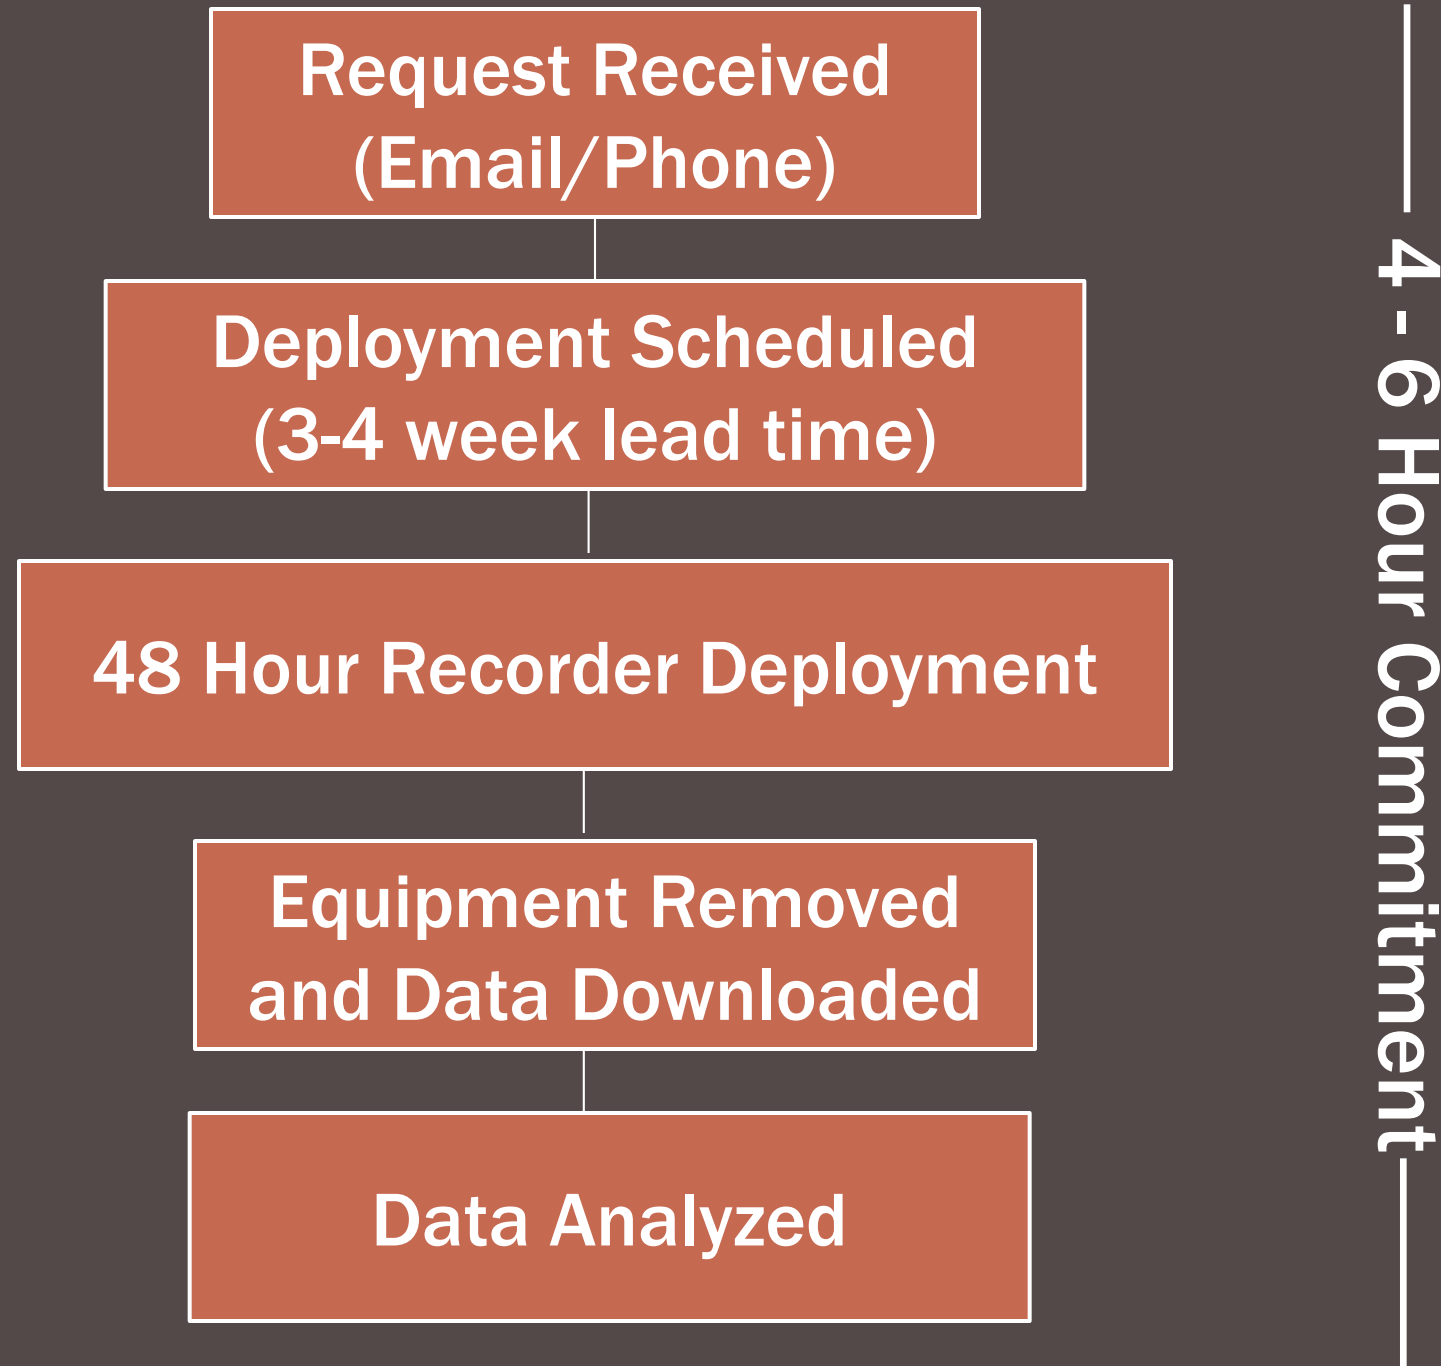 Request Received
(Email/Phone)
Deployment Scheduled
(3-4 week lead time)
48 Hour Recorder Deployment
Equipment Removed
and Data Downloaded
Data Analyzed
4 - 6 Hour Commitment